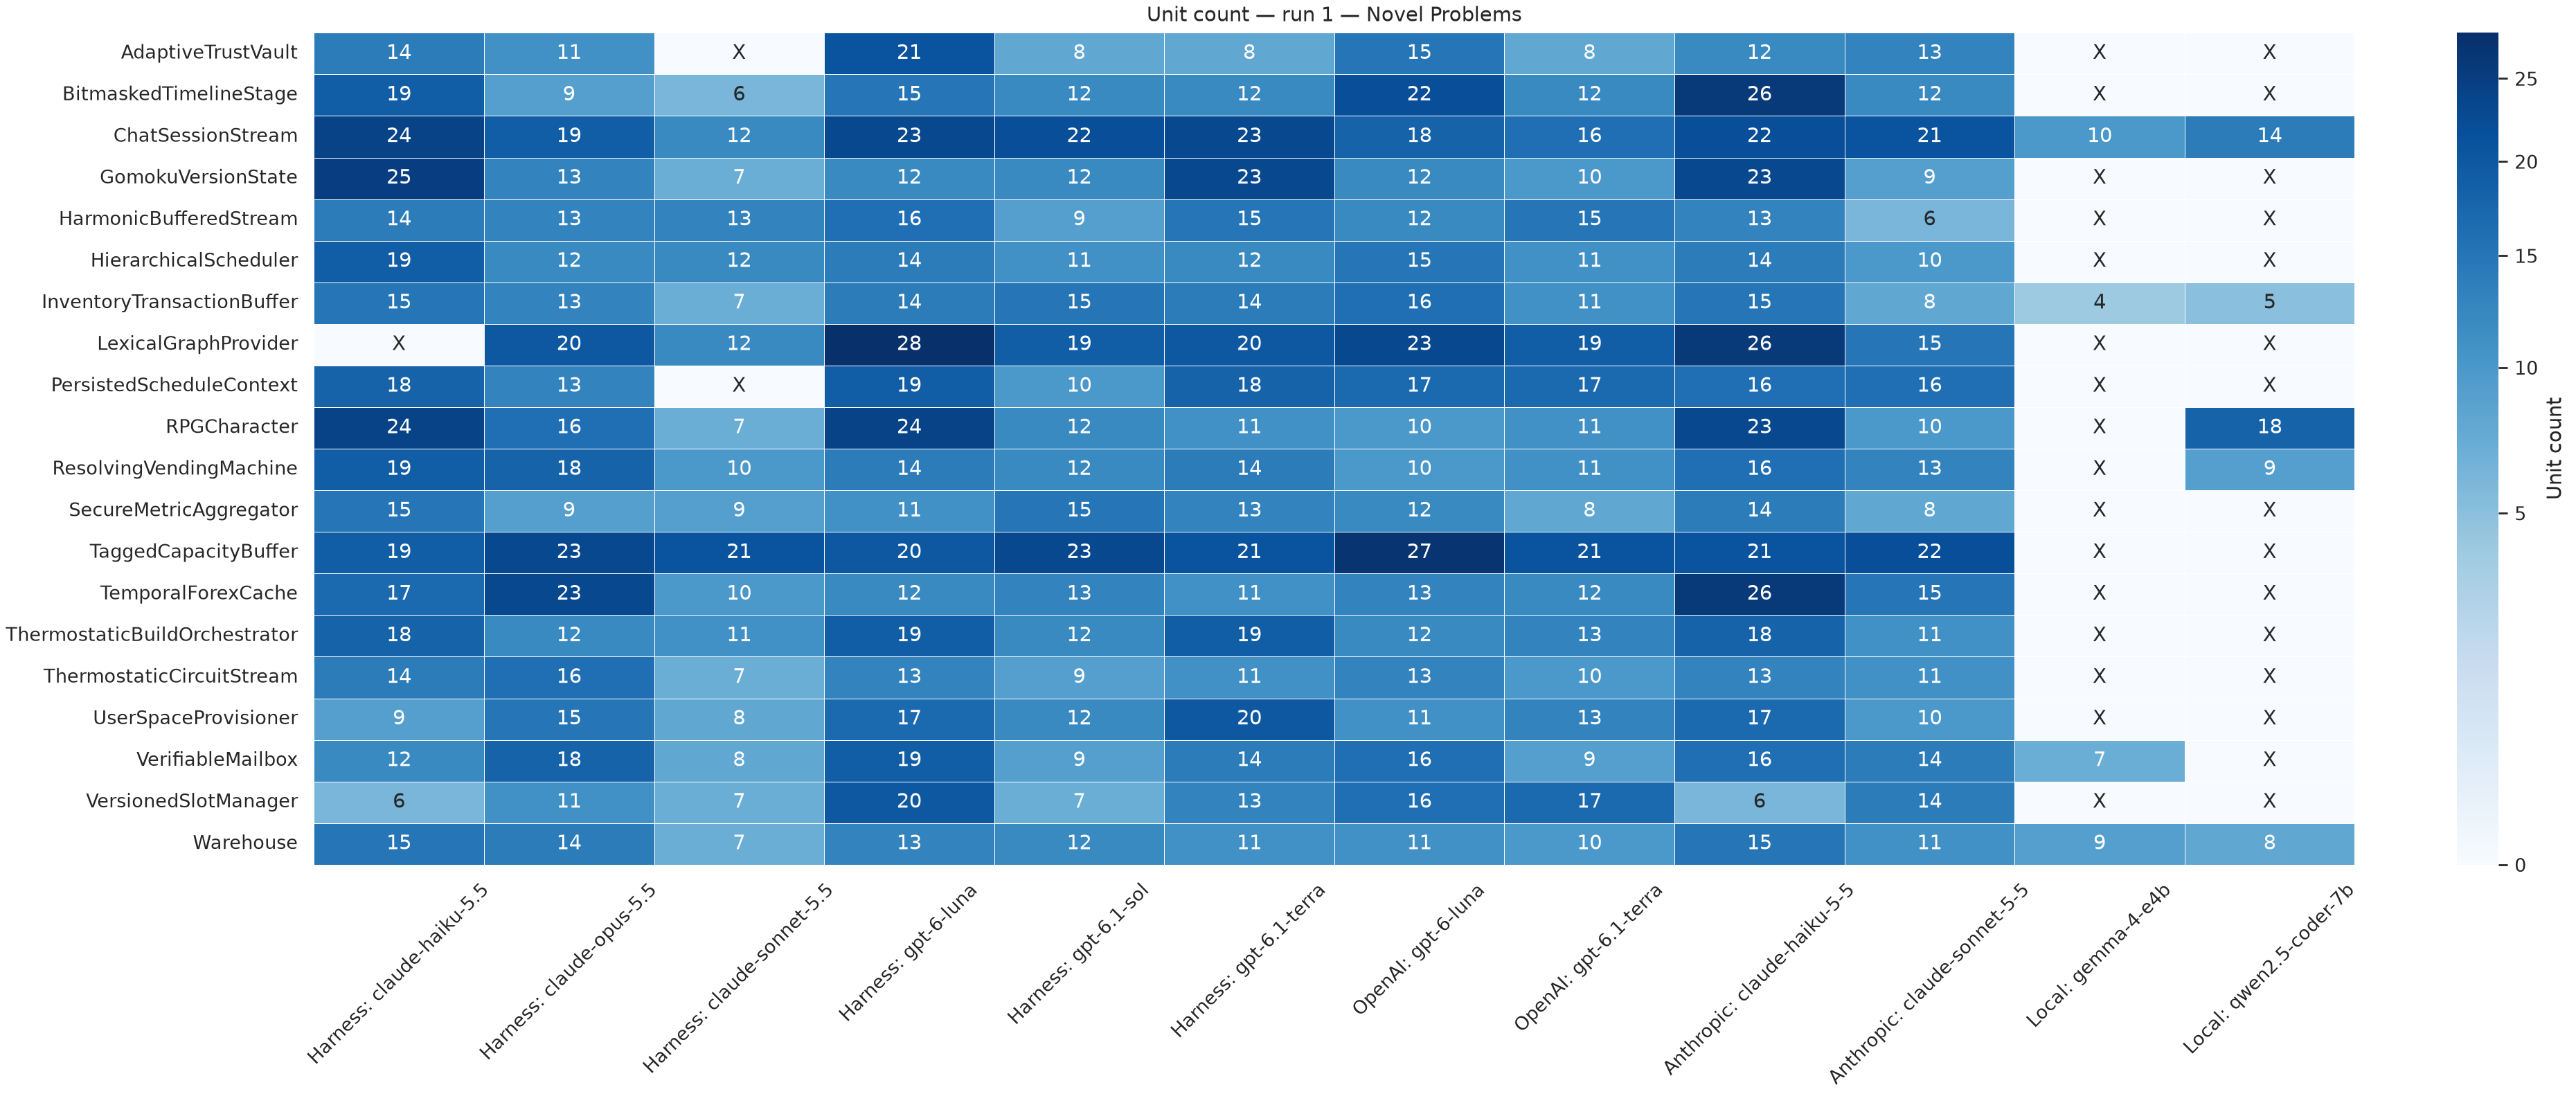 Unit count — run 1 — Novel Problems
AdaptiveTrustVault 14 11 X 21 8 8 15 8 12 13 X X
BitmaskedTimelineStage 19 9 6 15 12 12 22 12 26 12 X X
ChatSessionStream 24 19 12 23 22 23 18 16 22 21 10 14
GomokuVersionState 25 13 7 12 12 23 12 10 23 9 X X
HarmonicBufferedStream 14 13 13 16 9 15 12 15 13 6 X X
HierarchicalScheduler 19 12 12 14 11 12 15 11 14 10 X X
InventoryTransactionBuffer 15 13 7 14 15 14 16 11 15 8 4 5
LexicalGraphProvider X 20 12 28 19 20 23 19 26 15 X X
PersistedScheduleContext 18 13 X 19 10 18 17 17 16 16 X X
RPGCharacter 24 16 7 24 12 11 10 11 23 10 X 18
ResolvingVendingMachine 19 18 10 14 12 14 10 11 16 13 X 9
SecureMetricAggregator 15 9 9 11 15 13 12 8 14 8 X X
TaggedCapacityBuffer 19 23 21 20 23 21 27 21 21 22 X X
TemporalForexCache 17 23 10 12 13 11 13 12 26 15 X X
ThermostaticBuildOrchestrator 18 12 11 19 12 19 12 13 18 11 X X
ThermostaticCircuitStream 14 16 7 13 9 11 13 10 13 11 X X
UserSpaceProvisioner 9 15 8 17 12 20 11 13 17 10 X X
VerifiableMailbox 12 18 8 19 9 14 16 9 16 14 7 X
VersionedSlotManager 6 11 7 20 7 13 16 17 6 14 X X
Warehouse 15 14 7 13 12 11 11 10 15 11 9 8
Harness: claude-haiku-5.5
Harness: claude-opus-5.5
Harness: claude-sonnet-5.5
Harness: gpt-6-luna
Harness: gpt-6.1-sol
Harness: gpt-6.1-terra
OpenAI: gpt-6-luna
OpenAI: gpt-6.1-terra
Anthropic: claude-haiku-5-5
Anthropic: claude-sonnet-5-5
Local: gemma-4-e4b
Local: qwen2.5-coder-7b
25
20
15
10
5
0
Unit count